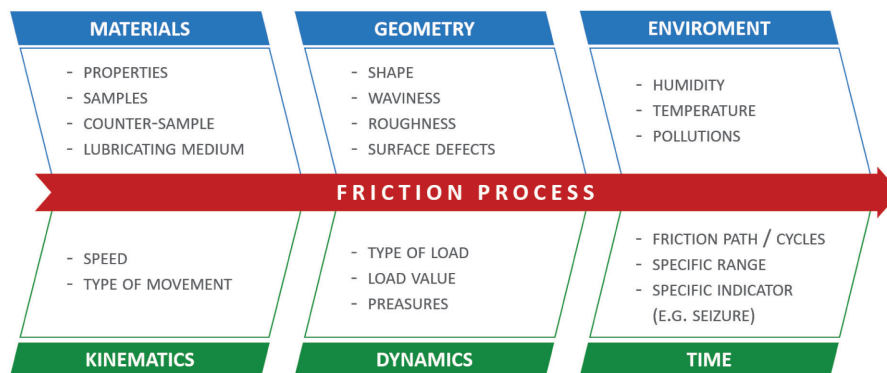 MATERIALS
- PROPERTIES
- SAMPLES
- COUNTER-SAMPLE
- LUBRICATING MEDIUM
GEOMETRY
- SHAPE
- WAVINESS
- ROUGHNESS
- SURFACE DEFECTS
ENVIROMENT
- HUMIDITY
- TEMPERATURE
- POLLUTIONS
FRICTION PROCESS
- SPEED
- TYPE OF MOVEMENT
KINEMATICS
- TYPE OF LOAD
- LOAD VALUE
- PREASURES
DYNAMICS
- FRICTION PATH / CYCLES
- SPECIFIC RANGE
- SPECIFIC INDICATOR
(E.G. SEIZURE)
TIME